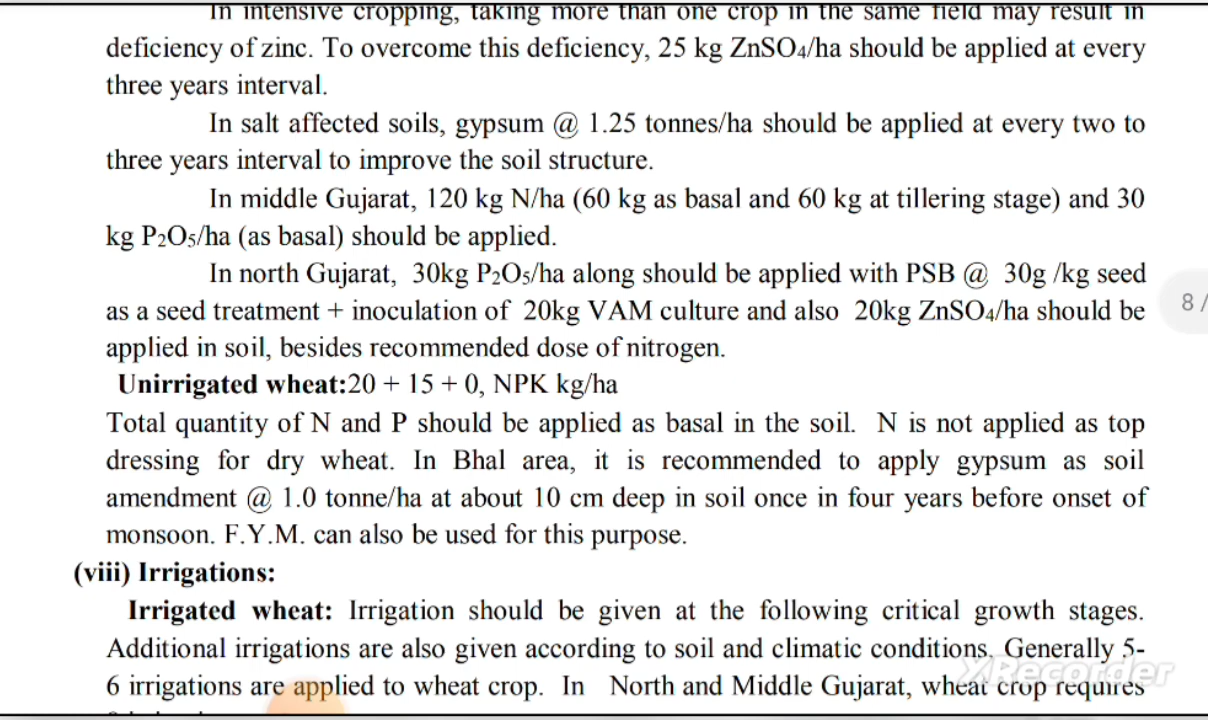 In intensive cropping, taking more than one crop in the same field may result in
deficiency of zinc. To overcome this deficiency, 25 kg ZnSO₄/ha should be applied at every
three years interval.
In salt affected soils, gypsum @ 1.25 tonnes/ha should be applied at every two to
three years interval to improve the soil structure.
In middle Gujarat, 120 kg N/ha (60 kg as basal and 60 kg at tillering stage) and 30
kg P₂O₅/ha (as basal) should be applied.
In north Gujarat, 30kg P₂O₅/ha along should be applied with PSB @ 30g /kg seed
as a seed treatment + inoculation of 20kg VAM culture and also 20kg ZnSO₄/ha should be
applied in soil, besides recommended dose of nitrogen.
Unirrigated wheat:20 + 15 + 0, NPK kg/ha
Total quantity of N and P should be applied as basal in the soil. N is not applied as top
dressing for dry wheat. In Bhal area, it is recommended to apply gypsum as soil
amendment @ 1.0 tonne/ha at about 10 cm deep in soil once in four years before onset of
monsoon. F.Y.M. can also be used for this purpose.
(viii) Irrigations:
Irrigated wheat: Irrigation should be given at the following critical growth stages.
Additional irrigations are also given according to soil and climatic conditions. Generally 5-
6 irrigations are applied to wheat crop. In North and Middle Gujarat, wheat crop requires
8 /
XRecorder